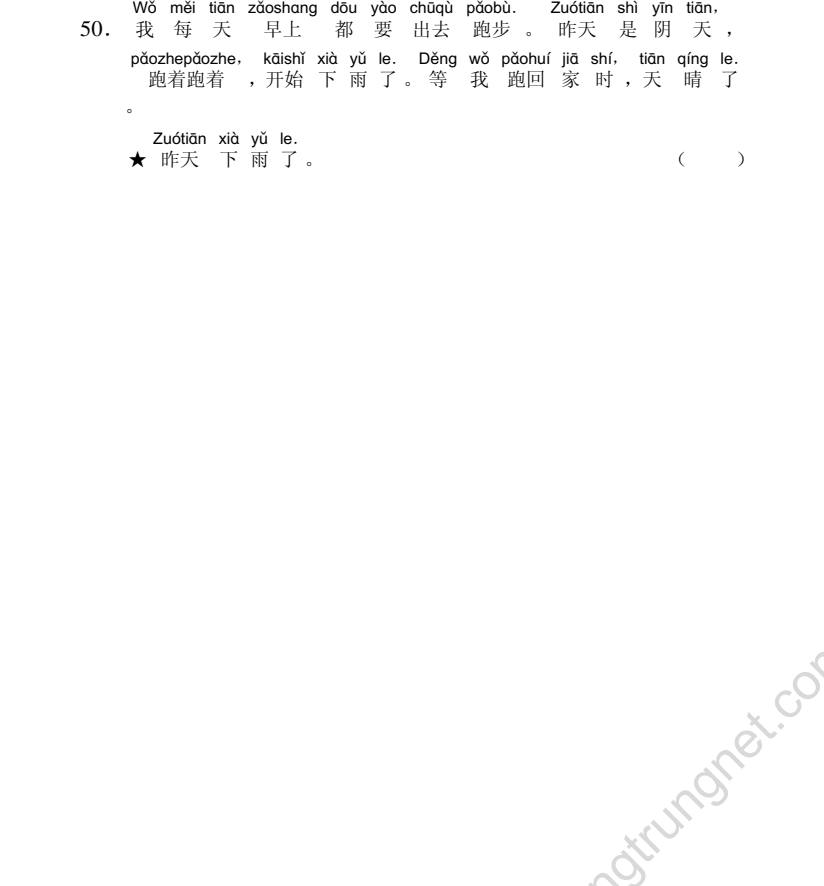 Wǒ měi tiān zǎoshang dōu yào chūqù pǎobù. Zuótiān shì yīn tiān,
50. 我 每 天 早上 都 要 出去 跑步 。 昨天 是 阴 天 ，
pǎozhepǎozhe, kāishǐ xià yǔ le. Děng wǒ pǎohuí jiā shí, tiān qíng le.
跑着跑着 ，开始 下 雨 了 。等 我 跑回 家 时 ，天 晴 了
。
Zuótiān xià yǔ le.
★ 昨天 下 雨 了 。 （ ）